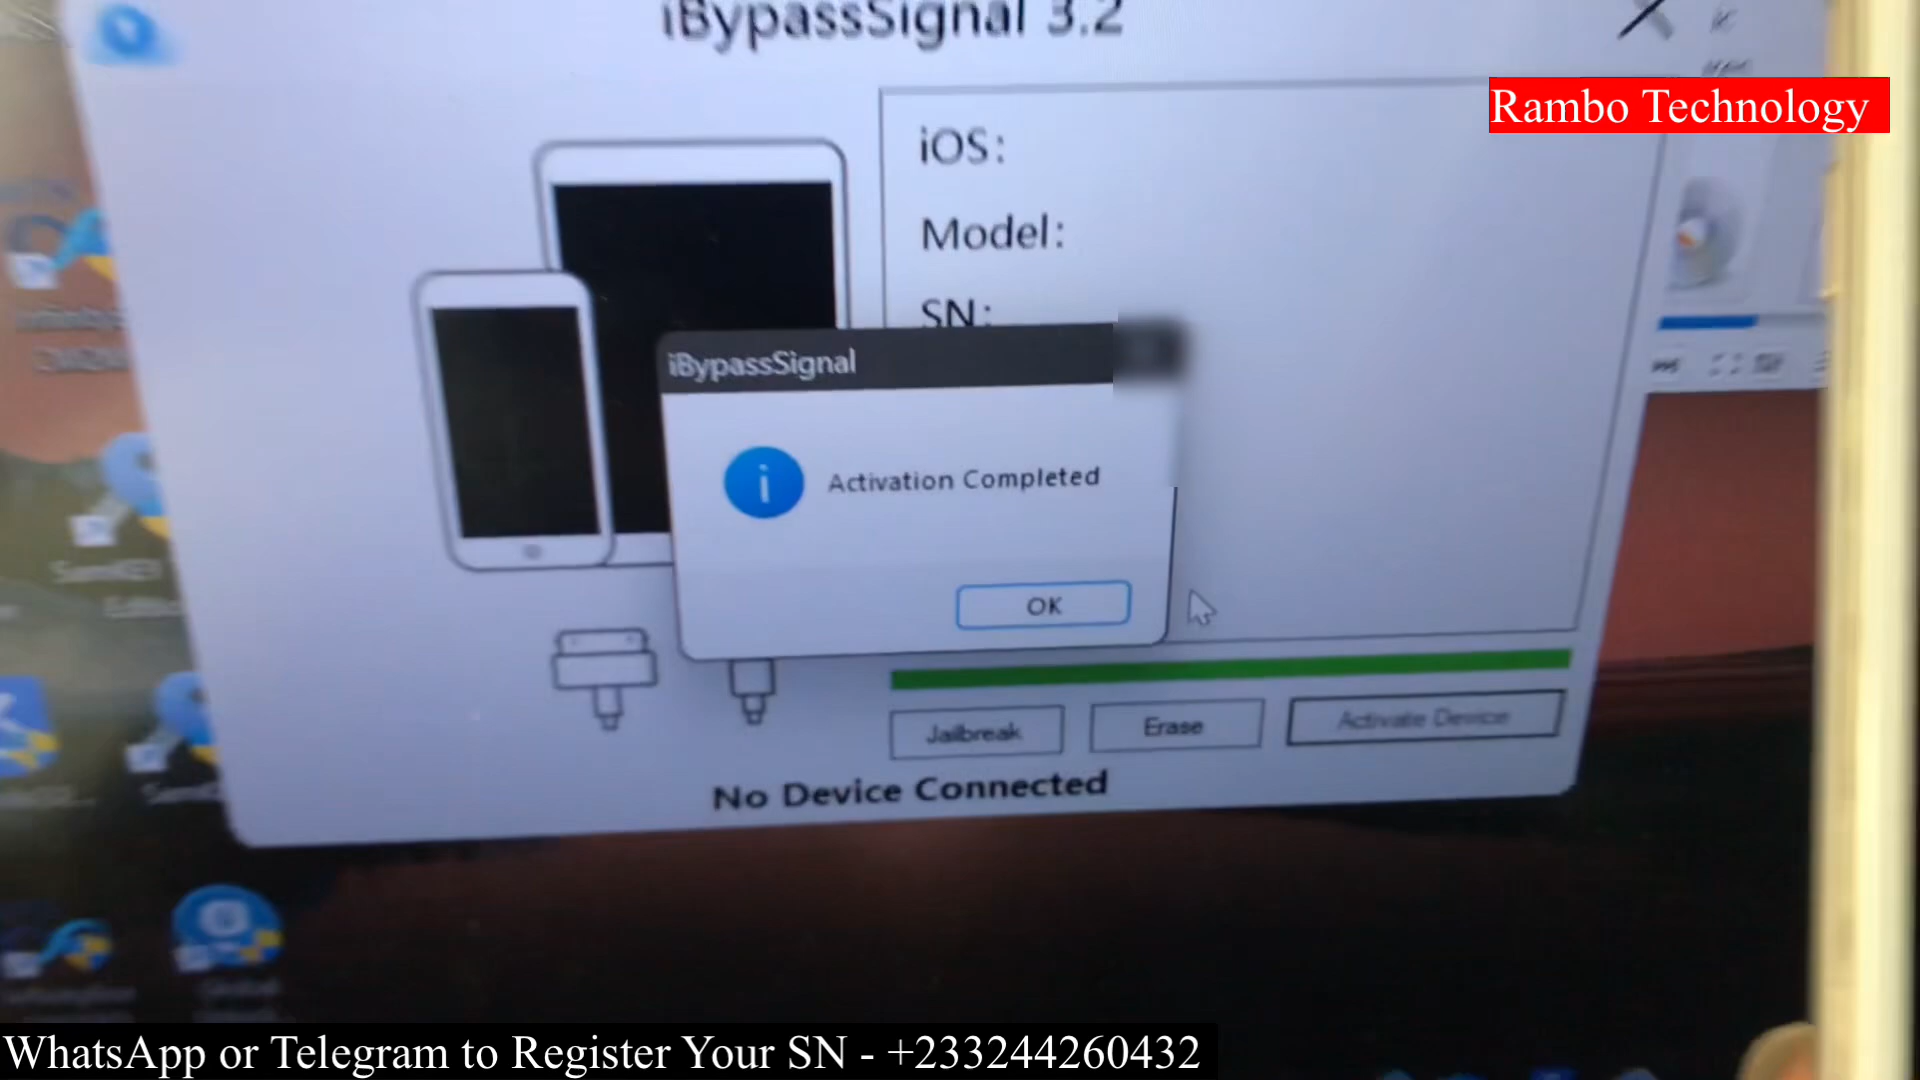 iBypassSignal 3.2
Rambo Technology
iOS:
Model:
SN:
iBypassSignal
Activation Completed
OK
Jailbreak
Erase
Activate Device
No Device Connected
WhatsApp or Telegram to Register Your SN - +233244260432